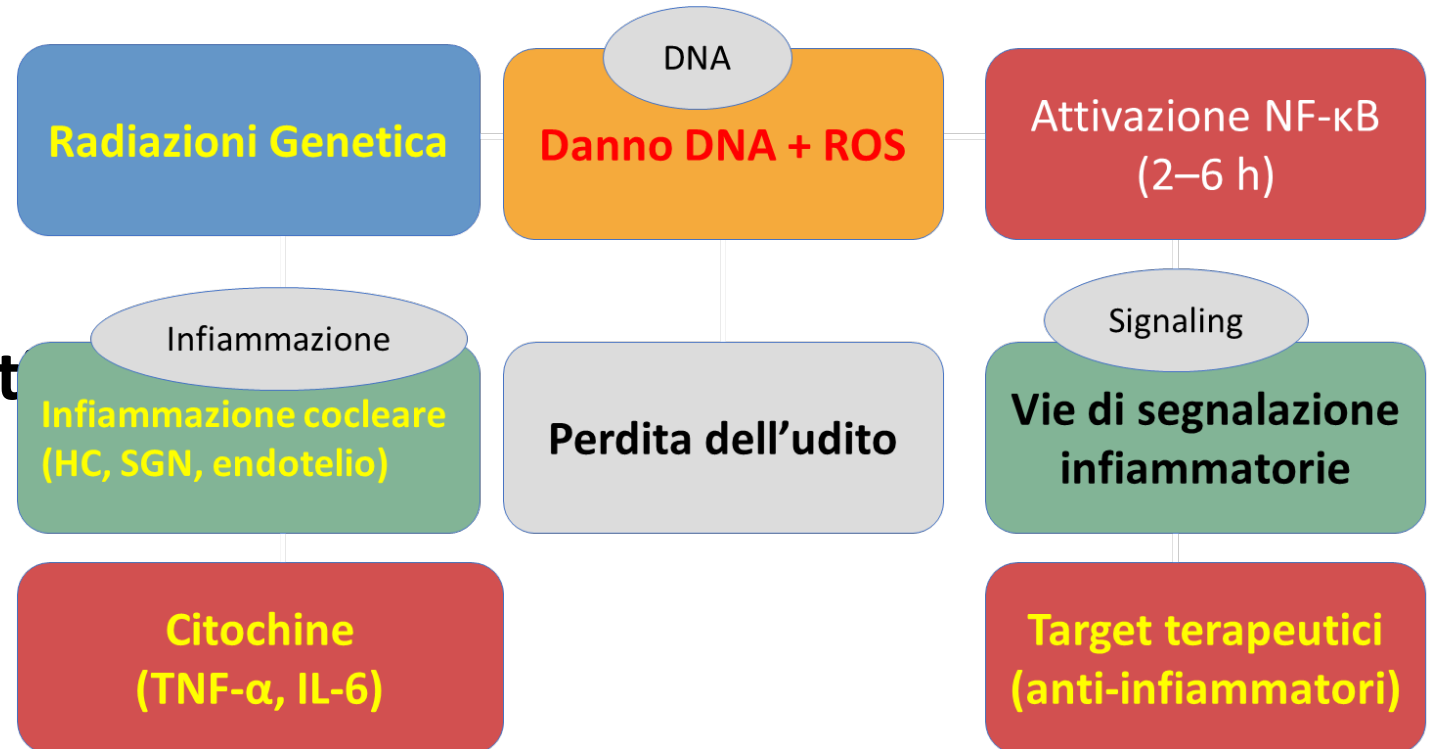 DNA
Radiazioni Genetica
Danno DNA + ROS
Attivazione NF-κB
(2–6 h)
Infiammazione
Infiammazione cocleare
(HC, SGN, endotelio)
Perdita dell’udito
Signaling
Vie di segnalazione
infiammatorie
Citochine
(TNF-α, IL-6)
Target terapeutici
(anti-infiammatori)